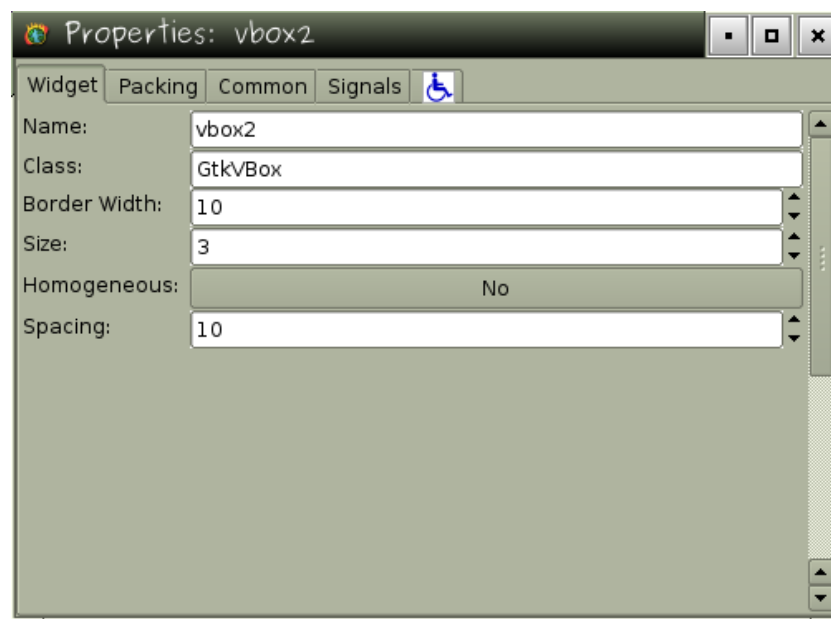 Properties: vbox2
Widget Packing Common Signals
Name: vbox2
Class: GtkVBox
Border Width: 10
Size: 3
Homogeneous: No
Spacing: 10